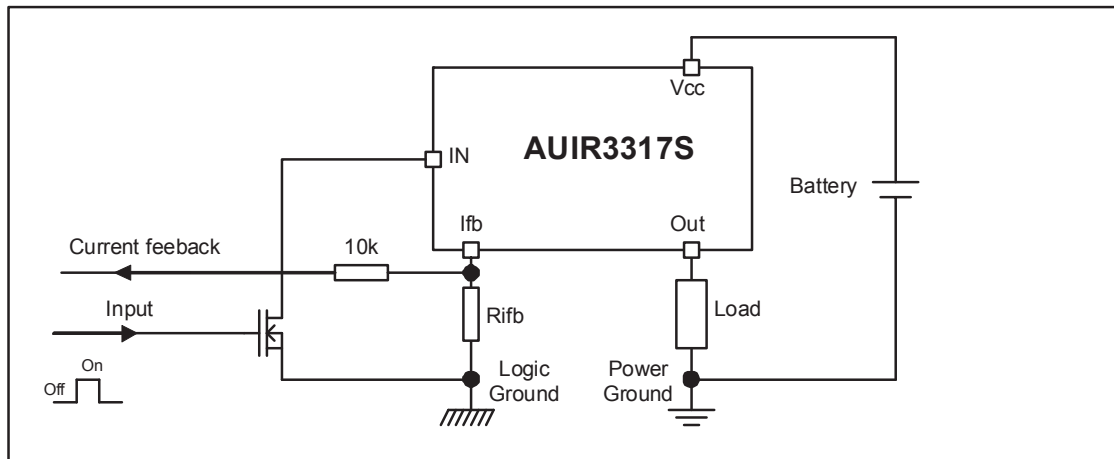 Vcc
AUIR3317S
IN
Battery
Ifb
Out
Current feeback
10k
Input
Rifb
Load
On
Off
Logic
Ground
Power
Ground